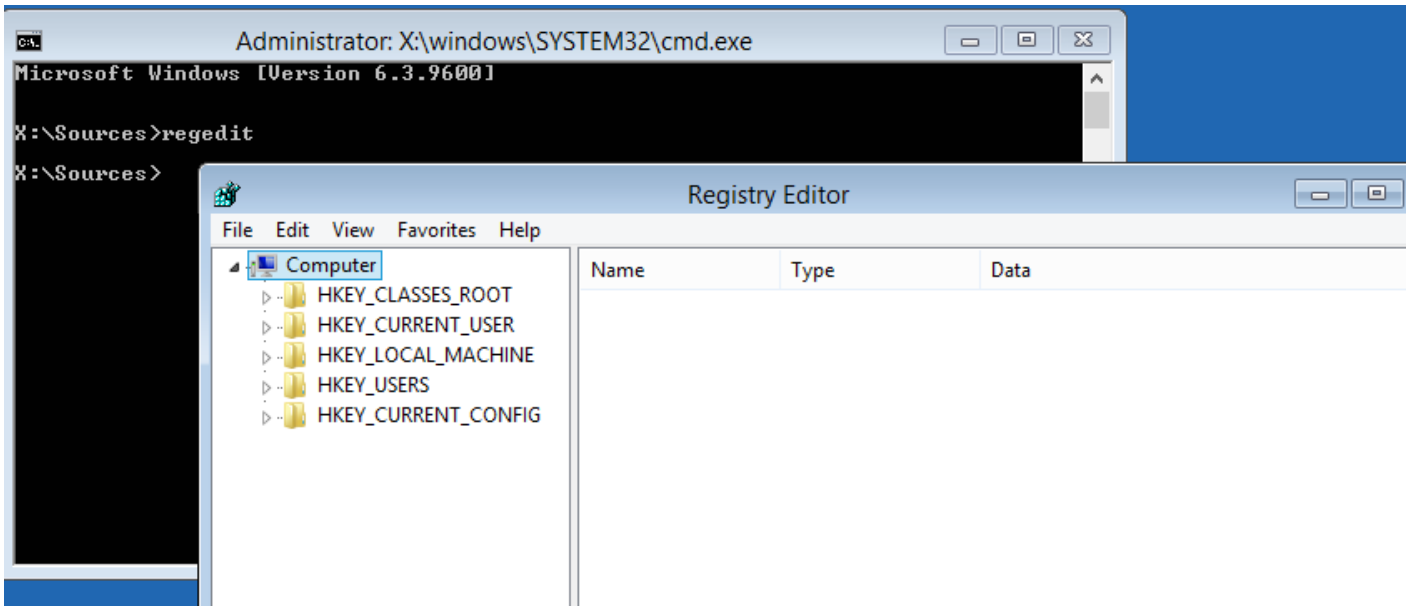 C:\.
Administrator: X:\windows\SYSTEM32\cmd.exe
Microsoft Windows [Version 6.3.9600]
X:\Sources>regedit
X:\Sources>
Registry Editor
File Edit View Favorites Help
Computer
HKEY_CLASSES_ROOT
HKEY_CURRENT_USER
HKEY_LOCAL_MACHINE
HKEY_USERS
HKEY_CURRENT_CONFIG
Name Type Data